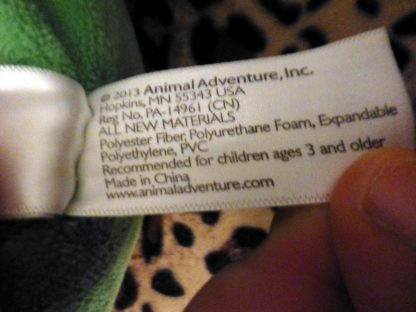 © 2013 Animal Adventure, Inc.
Hopkins, MN 55343 USA
Reg No. PA-14961 (CN)
ALL NEW MATERIALS
Polyester Fiber, Polyurethane Foam, Expandable
Polyethylene, PVC
Recommended for children ages 3 and older
Made in China
www.animaladventure.com